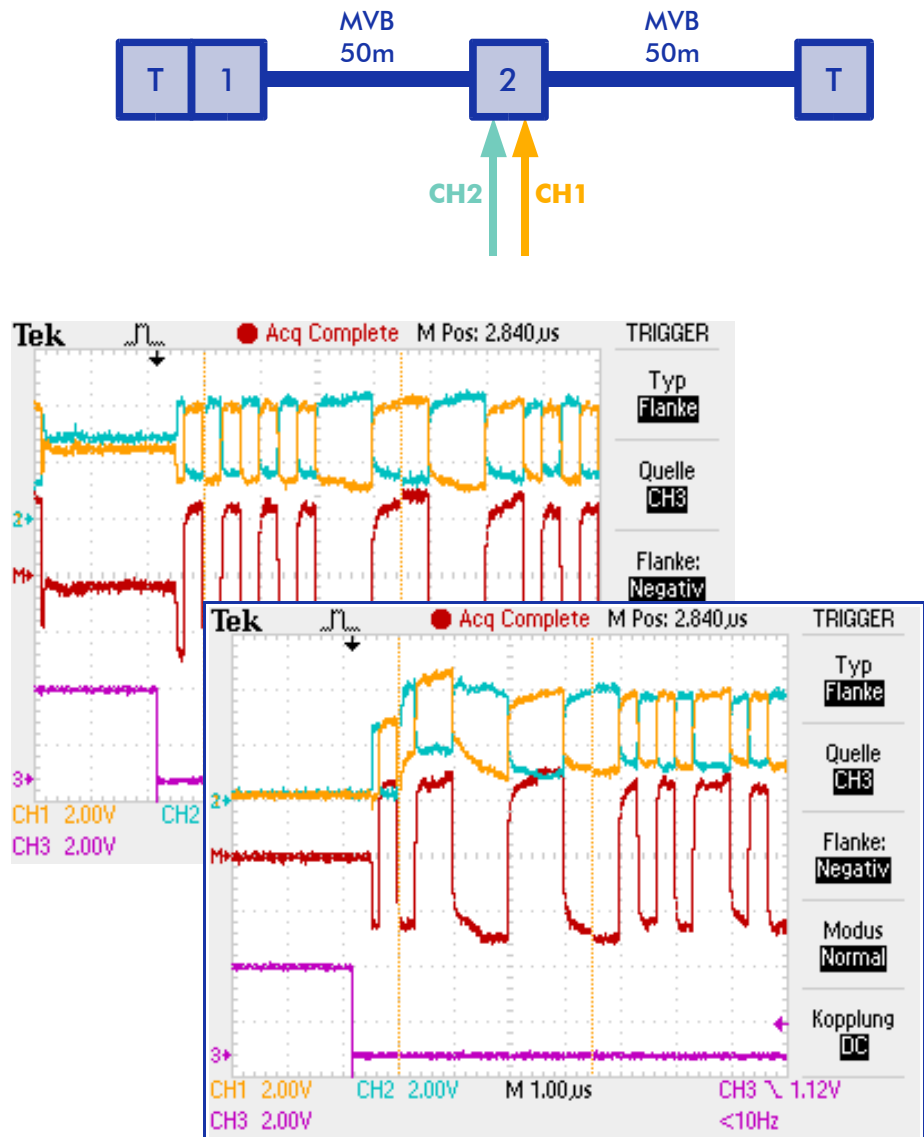 MVB
50m
MVB
50m
T
1
2
T
CH2
CH1
Tek
Acq Complete
M Pos: 2.840µs
TRIGGER
Typ
Flanke
Quelle
CH3
Flanke:
Negativ
2
M
3
CH1 2.00V
CH2
CH3 2.00V
Tek
Acq Complete
M Pos: 2.840µs
TRIGGER
Typ
Flanke
Quelle
CH3
Flanke:
Negativ
Modus
Normal
Kopplung
DC
2
M
3
CH1 2.00V
CH2 2.00V
M 1.00µs
CH3 \ 1.12V
CH3 2.00V
<10Hz